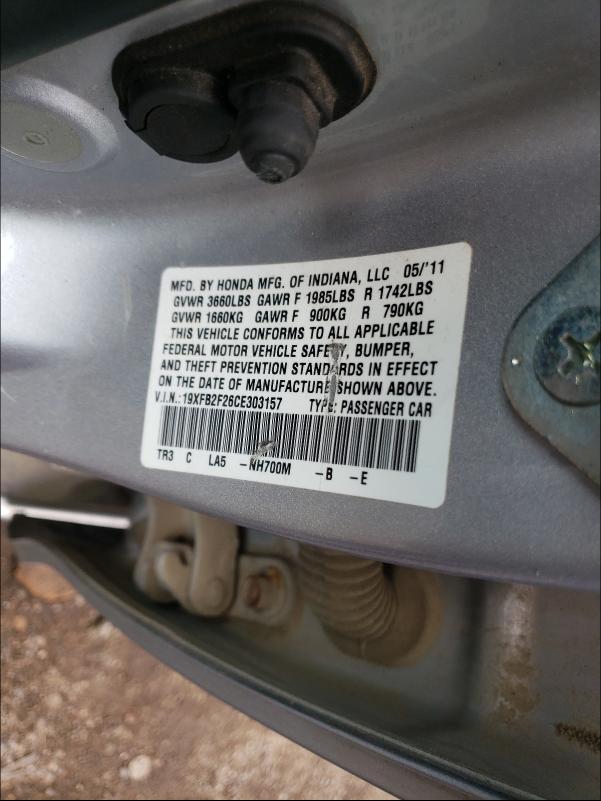 MFD. BY HONDA MFG. OF INDIANA, LLC 05/'11
GVWR 3660LBS GAWR F 1985LBS R 1742LBS
GVWR 1660KG GAWR F 900KG R 790KG
THIS VEHICLE CONFORMS TO ALL APPLICABLE
FEDERAL MOTOR VEHICLE SAFETY, BUMPER,
AND THEFT PREVENTION STANDARDS IN EFFECT
ON THE DATE OF MANUFACTURE SHOWN ABOVE.
V.I.N.: 19XFB2F26CE303157 TYPE: PASSENGER CAR
TR3 C LA5 -NH700M -B -E